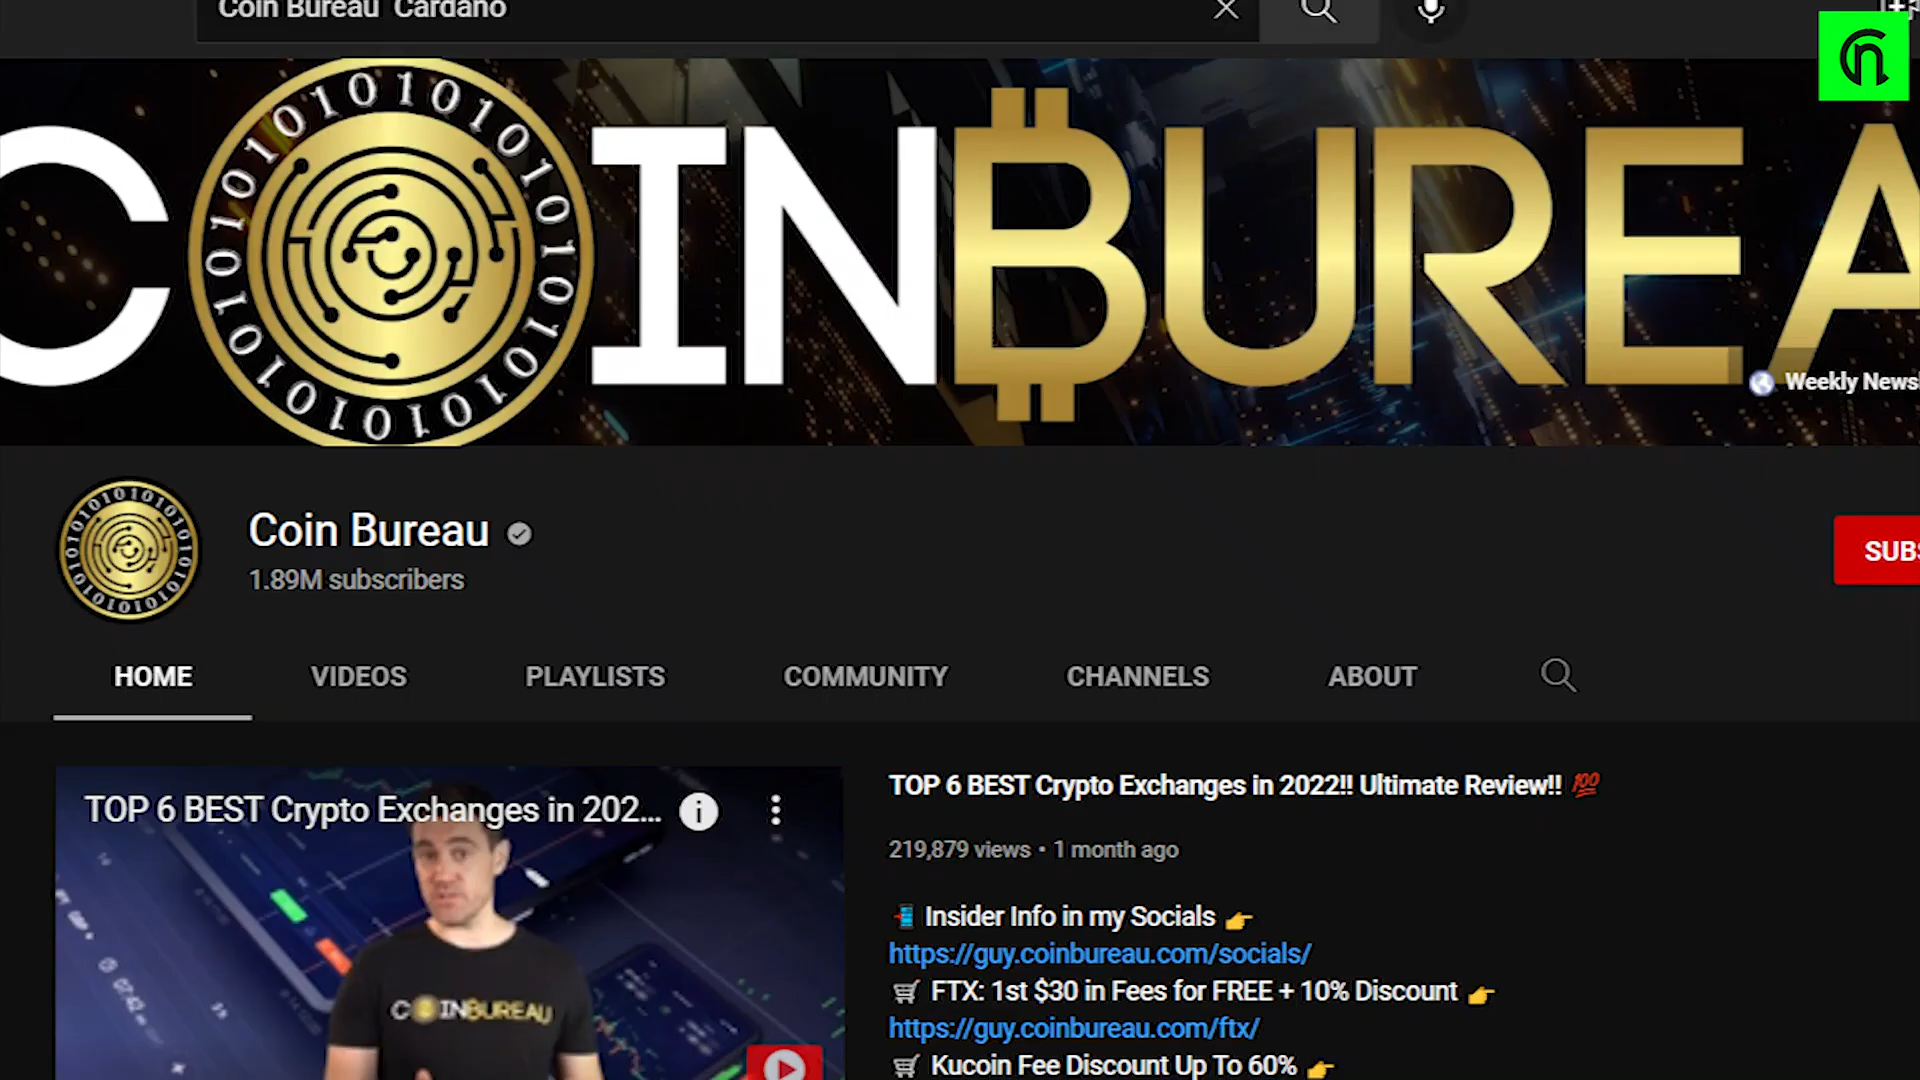 Coin Bureau Cardano
COINBUREA
Weekly News
Coin Bureau
1.89M subscribers
SUBS
HOME VIDEOS PLAYLISTS COMMUNITY CHANNELS ABOUT
TOP 6 BEST Crypto Exchanges in 202...
COINBUREAU
TOP 6 BEST Crypto Exchanges in 2022!! Ultimate Review!! 💯
219,879 views • 1 month ago
📲 Insider Info in my Socials 👉
https://guy.coinbureau.com/socials/
🛒 FTX: 1st $30 in Fees for FREE + 10% Discount 👉
https://guy.coinbureau.com/ftx/
🛒 Kucoin Fee Discount Up To 60% 👉